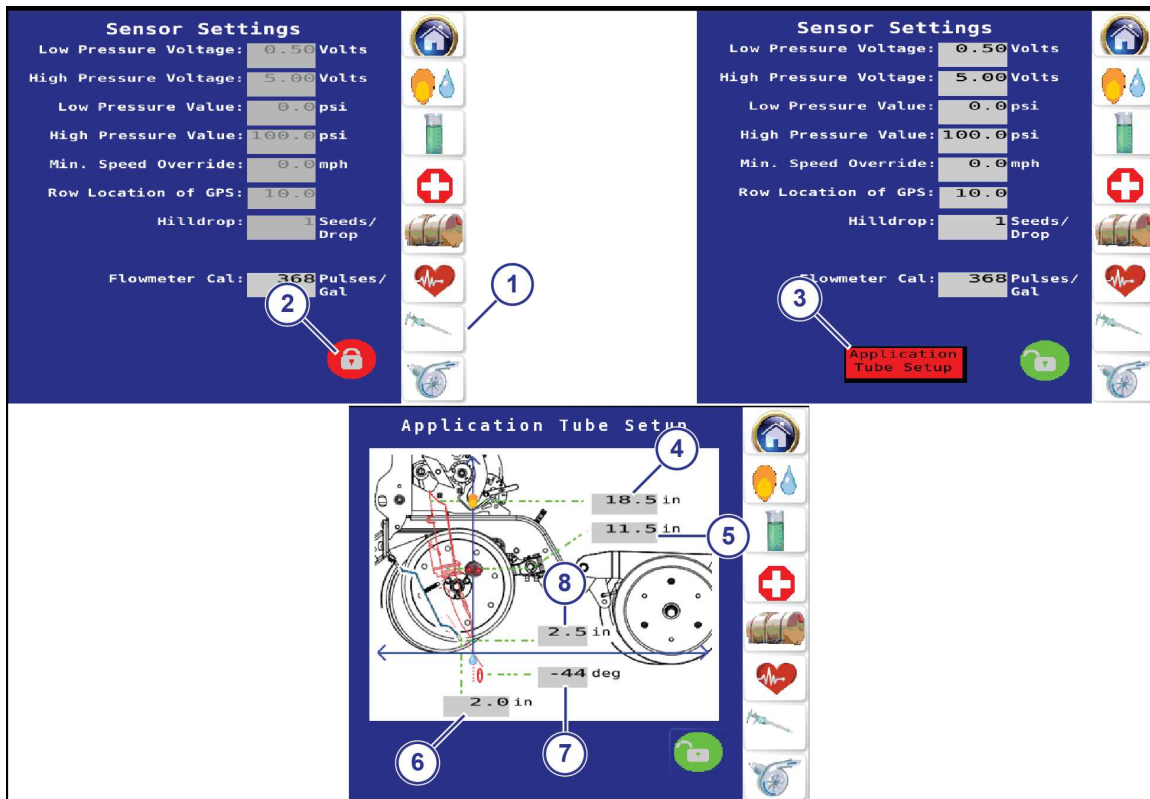 Sensor Settings
Low Pressure Voltage: 0.50 Volts
High Pressure Voltage: 5.00 Volts
Low Pressure Value: 0.0 psi
High Pressure Value: 100.0 psi
Min. Speed Override: 0.0 mph
Row Location of GPS: 10.0
Hilldrop: 1 Seeds/
Drop
Flowmeter Cal: 368 Pulses/
Gal
1
2
Sensor Settings
Low Pressure Voltage: 0.50 Volts
High Pressure Voltage: 5.00 Volts
Low Pressure Value: 0.0 psi
High Pressure Value: 100.0 psi
Min. Speed Override: 0.0 mph
Row Location of GPS: 10.0
Hilldrop: 1 Seeds/
Drop
Flowmeter Cal: 368 Pulses/
Gal
3
Application
Tube Setup
Application Tube Setup
4
18.5 in
11.5 in
5
8
2.5 in
θ -44 deg
2.0 in
6
7